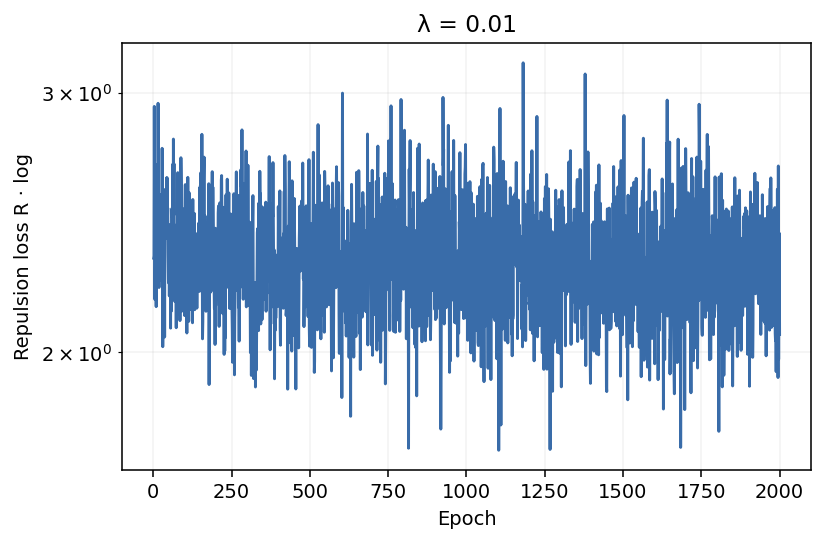 λ = 0.01
Repulsion loss R · log
3 × 10⁰
2 × 10⁰
0 250 500 750 1000 1250 1500 1750 2000
Epoch